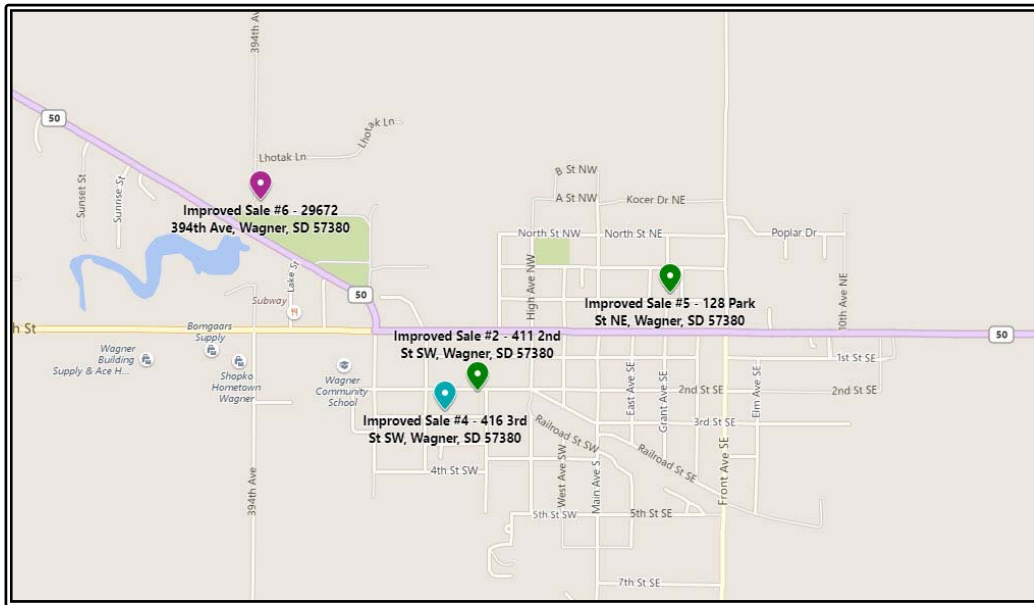 394th Ave
Lhotak Ln
Lhotak Ln
50
Sunset St
Sunrise St
Improved Sale #6 - 29672
394th Ave, Wagner, SD 57380
B St NW
A St NW
Kocer Dr NE
North St NW
North St NE
Poplar Dr
High Ave NW
10th Ave NE
Lake St
50
Subway
Improved Sale #5 - 128 Park
St NE, Wagner, SD 57380
h St
Bomgaars
Supply
Improved Sale #2 - 411 2nd
St SW, Wagner, SD 57380
50
Wagner
Building
Supply & Ace H...
Shopko
Hometown
Wagner
Wagner
Community
School
1st St SE
2nd St SE
2nd St SE
East Ave SE
Grant Ave SE
Elm Ave SE
Improved Sale #4 - 416 3rd
St SW, Wagner, SD 57380
3rd St SE
Railroad St SW
Railroad St SE
4th St SW
394th Ave
West Ave SW
Main Ave S
Front Ave SE
5th St SW
5th St SE
7th St SE